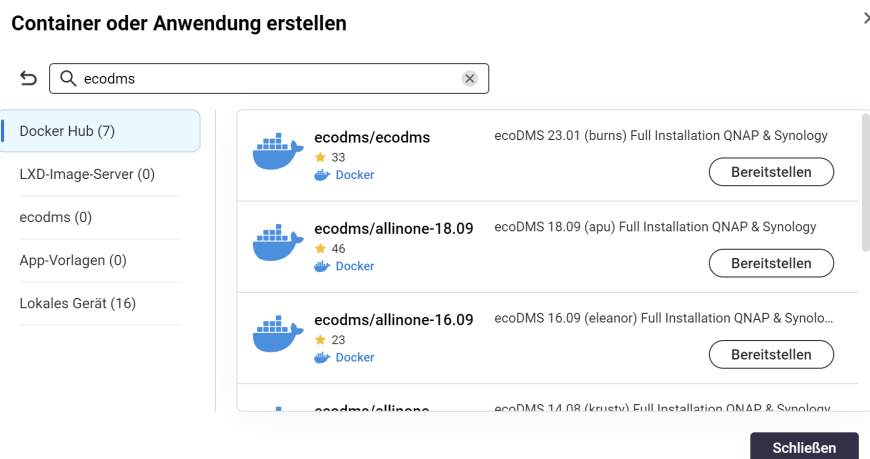 Container oder Anwendung erstellen
ecodms
Docker Hub (7)
LXD-Image-Server (0)
ecodms (0)
App-Vorlagen (0)
Lokales Gerät (16)
ecodms/ecodms
33
Docker
ecoDMS 23.01 (burns) Full Installation QNAP & Synology
Bereitstellen
ecodms/allinone-18.09
46
Docker
ecoDMS 18.09 (apu) Full Installation QNAP & Synology
Bereitstellen
ecodms/allinone-16.09
23
Docker
ecoDMS 16.09 (eleanor) Full Installation QNAP & Synolo...
Bereitstellen
ecodms/allinone
ecoDMS 14.08 (krusty) Full Installation QNAP & Synology
Schließen